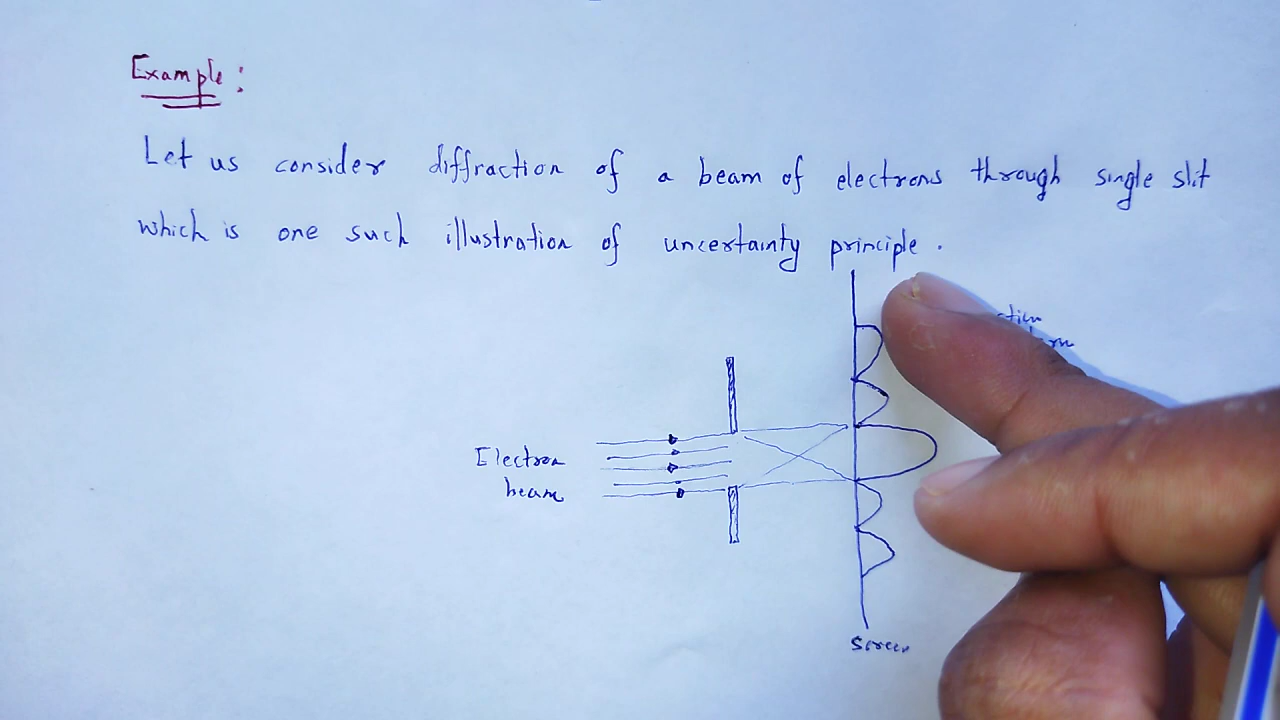 Example:
Let us consider diffraction of a beam of electrons through single slit
which is one such illustration of uncertainty principle.
Electron
beam
Screen